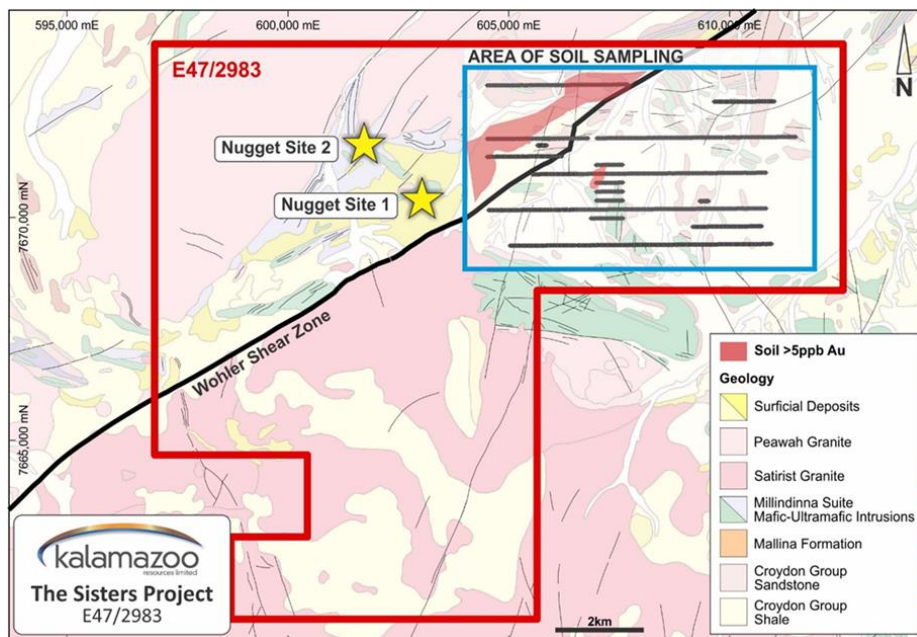 595,000 mE
600,000 mE
605,000 mE
610,000 mE
E47/2983
AREA OF SOIL SAMPLING
N
Nugget Site 2
Nugget Site 1
7670,000 mN
Wohler Shear Zone
7665,000 mN
Soil >5ppb Au
Geology
Surficial Deposits
Peawah Granite
Satirist Granite
Millindinna Suite
Mafic-Ultramafic Intrusions
Mallina Formation
Croydon Group
Sandstone
Croydon Group
Shale
kalamazoo
resources limited
The Sisters Project
E47/2983
2km